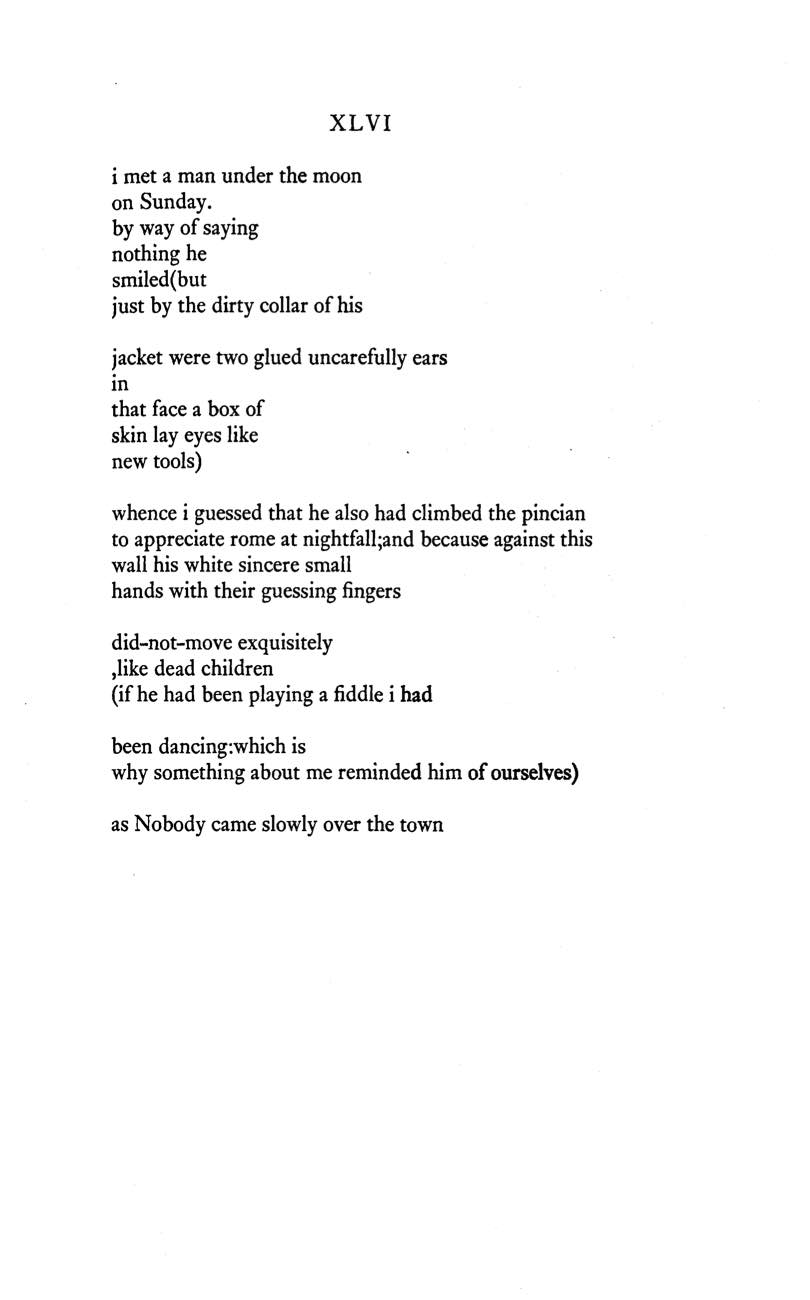 XLVI
i met a man under the moon
on Sunday.
by way of saying
nothing he
smiled(but
just by the dirty collar of his
jacket were two glued uncarefully ears
in
that face a box of
skin lay eyes like
new tools)
whence i guessed that he also had climbed the pincian
to appreciate rome at nightfall;and because against this
wall his white sincere small
hands with their guessing fingers
did-not-move exquisitely
,like dead children
(if he had been playing a fiddle i had
been dancing:which is
why something about me reminded him of ourselves)
as Nobody came slowly over the town